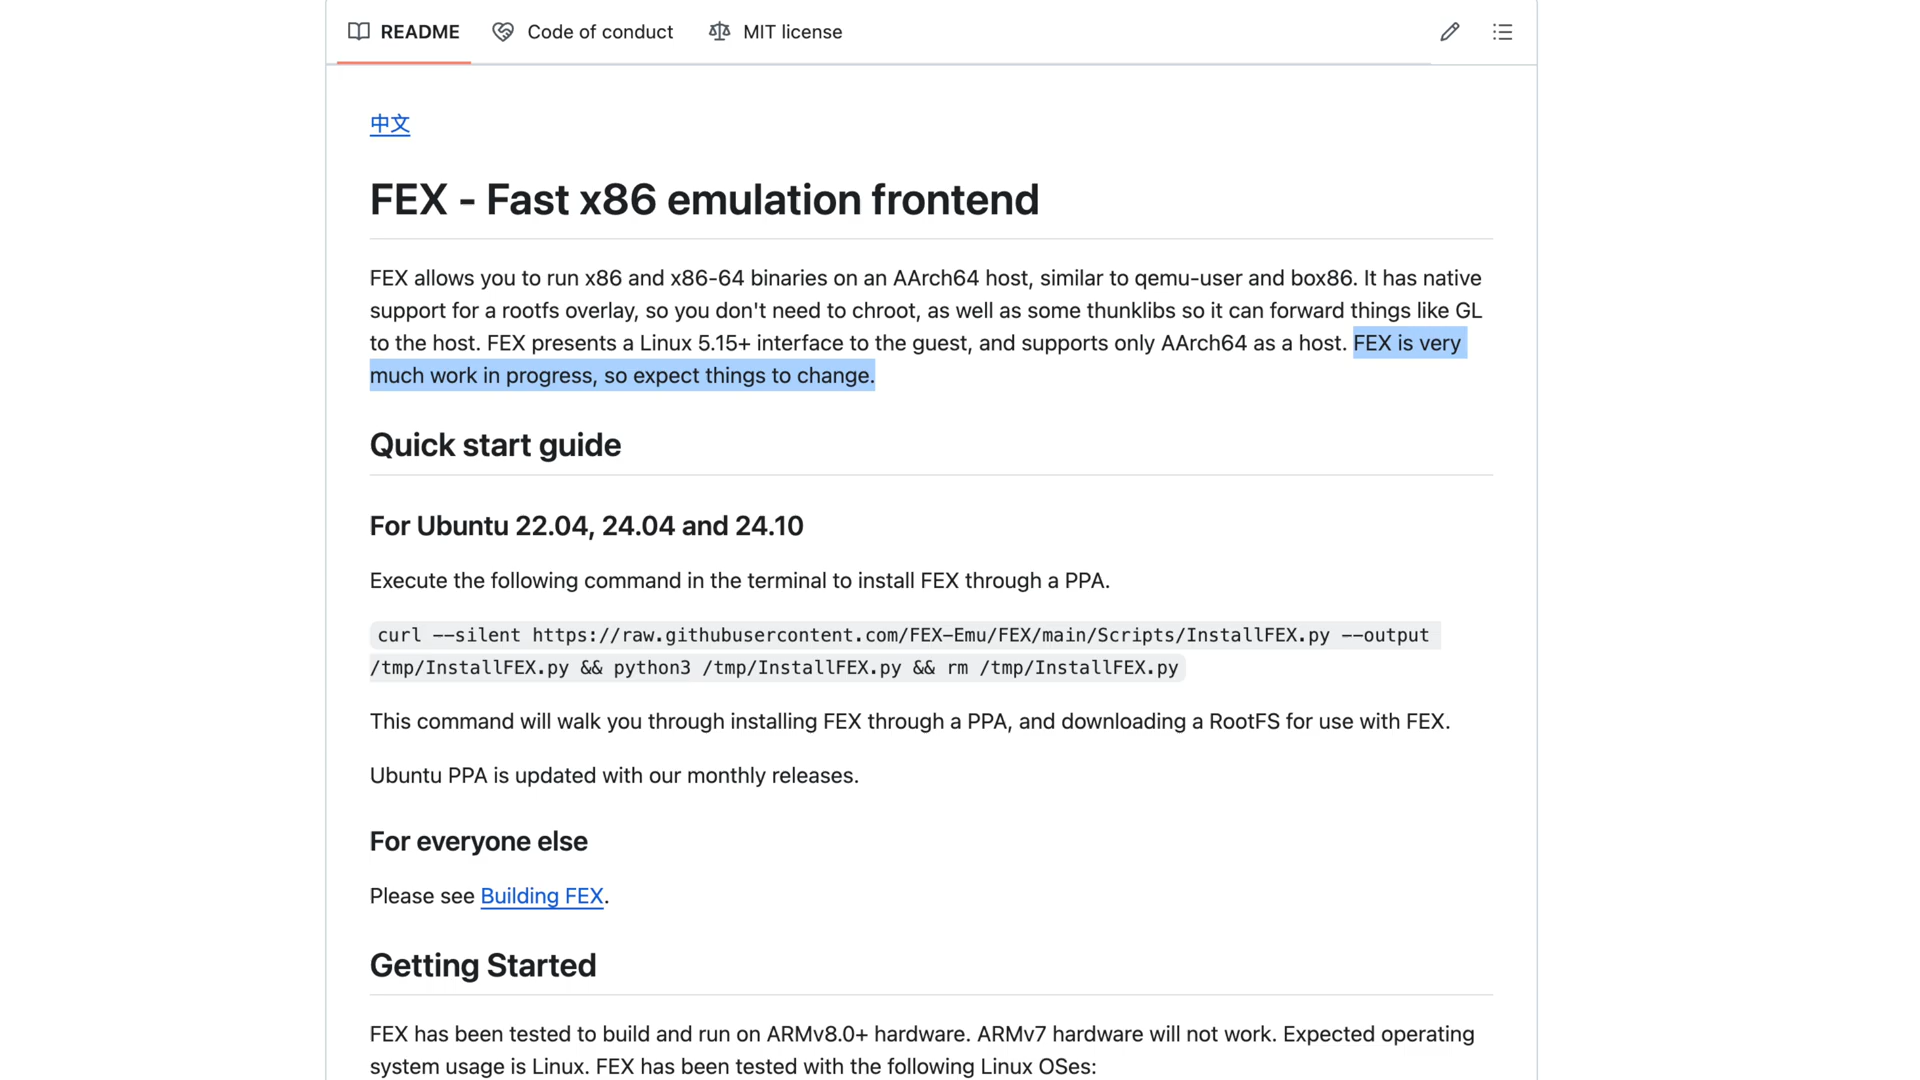 README Code of conduct MIT license
中文
FEX - Fast x86 emulation frontend
FEX allows you to run x86 and x86-64 binaries on an AArch64 host, similar to qemu-user and box86. It has native
support for a rootfs overlay, so you don't need to chroot, as well as some thunklibs so it can forward things like GL
to the host. FEX presents a Linux 5.15+ interface to the guest, and supports only AArch64 as a host. FEX is very
much work in progress, so expect things to change.
Quick start guide
For Ubuntu 22.04, 24.04 and 24.10
Execute the following command in the terminal to install FEX through a PPA.
curl --silent https://raw.githubusercontent.com/FEX-Emu/FEX/main/Scripts/InstallFEX.py --output
/tmp/InstallFEX.py && python3 /tmp/InstallFEX.py && rm /tmp/InstallFEX.py
This command will walk you through installing FEX through a PPA, and downloading a RootFS for use with FEX.
Ubuntu PPA is updated with our monthly releases.
For everyone else
Please see Building FEX.
Getting Started
FEX has been tested to build and run on ARMv8.0+ hardware. ARMv7 hardware will not work. Expected operating
system usage is Linux. FEX has been tested with the following Linux OSes: